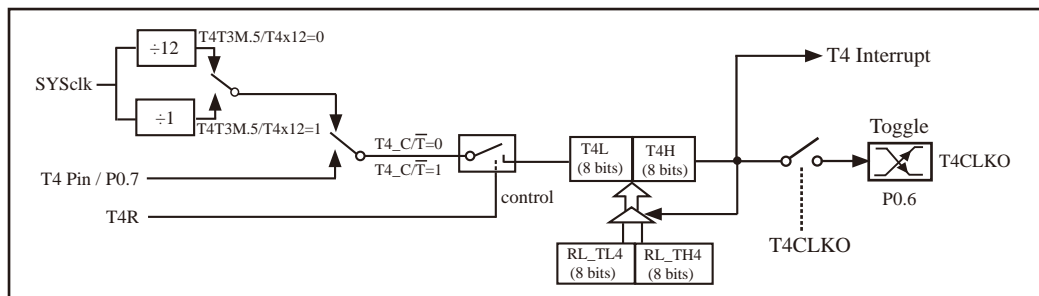 ÷12
T4T3M.5/T4x12=0
SYSclk
÷1
T4T3M.5/T4x12=1
T4 Pin / P0.7
T4_C/T̅=0
T4_C/T̅=1
control
T4R
T4L
(8 bits)
T4H
(8 bits)
RL_TL4
(8 bits)
RL_TH4
(8 bits)
T4 Interrupt
Toggle
T4CLKO
P0.6
T4CLKO